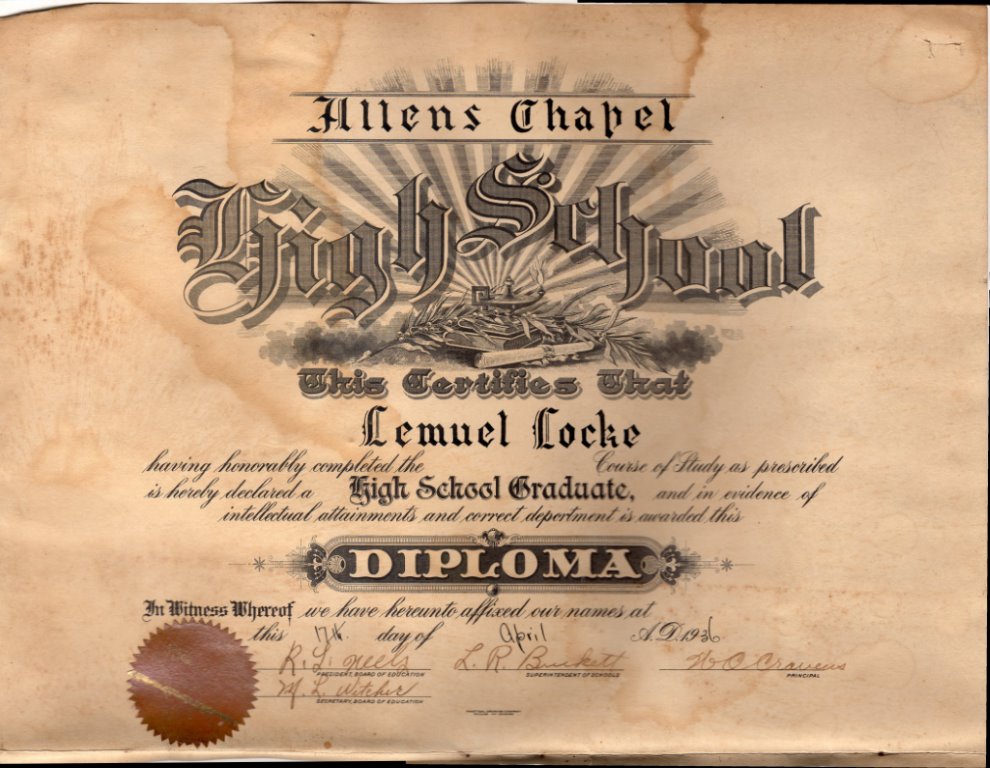 Allens Chapel
High School
This Certifies That
Lemuel Locke
having honorably completed the Course of Study as prescribed
is hereby declared a High School Graduate, and in evidence of
intellectual attainments and correct deportment is awarded this
DIPLOMA
In Witness Whereof we have hereunto affixed our names at
this 17th. day of April A.D. 1936
R. L. L. R. Burkett W C Cravens
PRESIDENT, BOARD OF EDUCATION SUPERINTENDENT OF SCHOOLS PRINCIPAL
M. L. Witcher
SECRETARY, BOARD OF EDUCATION